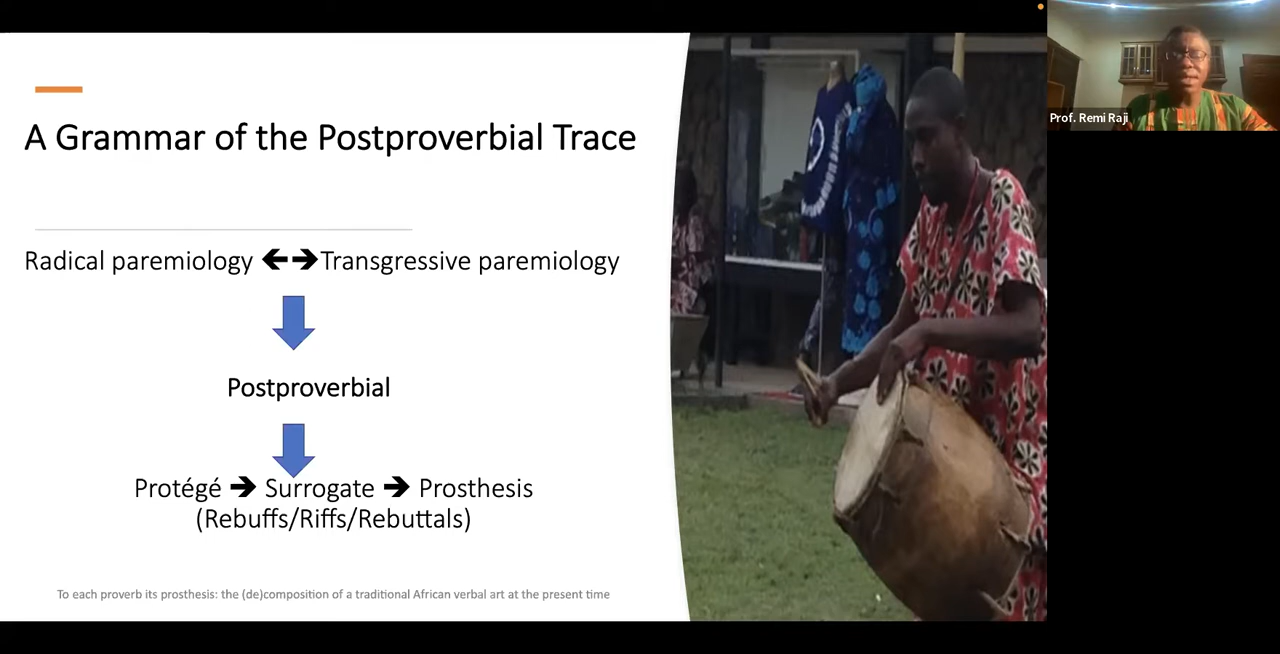 A Grammar of the Postproverbial Trace
Radical paremiology 🡨🡪Transgressive paremiology
Postproverbial
Protégé 🡪 Surrogate 🡪 Prosthesis
(Rebuffs/Riffs/Rebuttals)
To each proverb its prosthesis: the (de)composition of a traditional African verbal art at the present time
Prof. Remi Raji